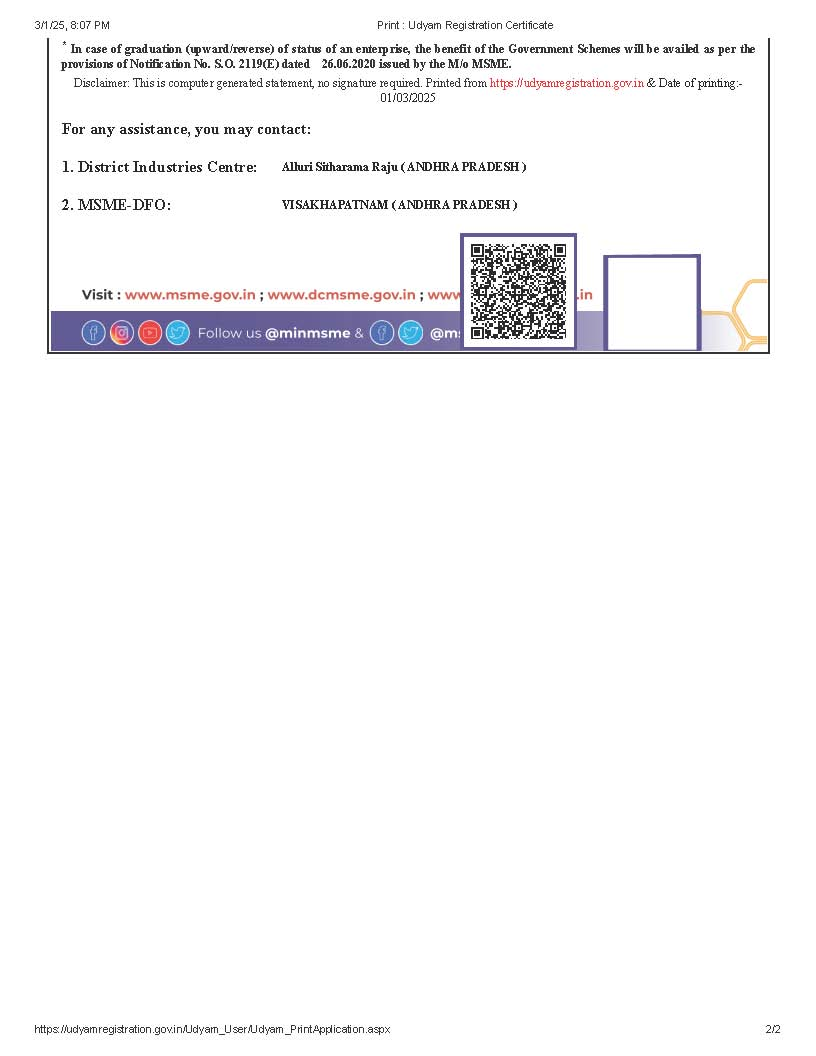 3/1/25, 8:07 PM
Print : Udyam Registration Certificate
* In case of graduation (upward/reverse) of status of an enterprise, the benefit of the Government Schemes will be availed as per the
provisions of Notification No. S.O. 2119(E) dated 26.06.2020 issued by the M/o MSME.
Disclaimer: This is computer generated statement, no signature required. Printed from https://udyamregistration.gov.in & Date of printing:-
01/03/2025
For any assistance, you may contact:
1. District Industries Centre: Alluri Sitharama Raju ( ANDHRA PRADESH )
2. MSME-DFO: VISAKHAPATNAM ( ANDHRA PRADESH )
Visit : www.msme.gov.in ; www.dcmsme.gov.in ; www .in
Follow us @minmsme & @ms
https://udyamregistration.gov.in/Udyam_User/Udyam_PrintApplication.aspx
2/2